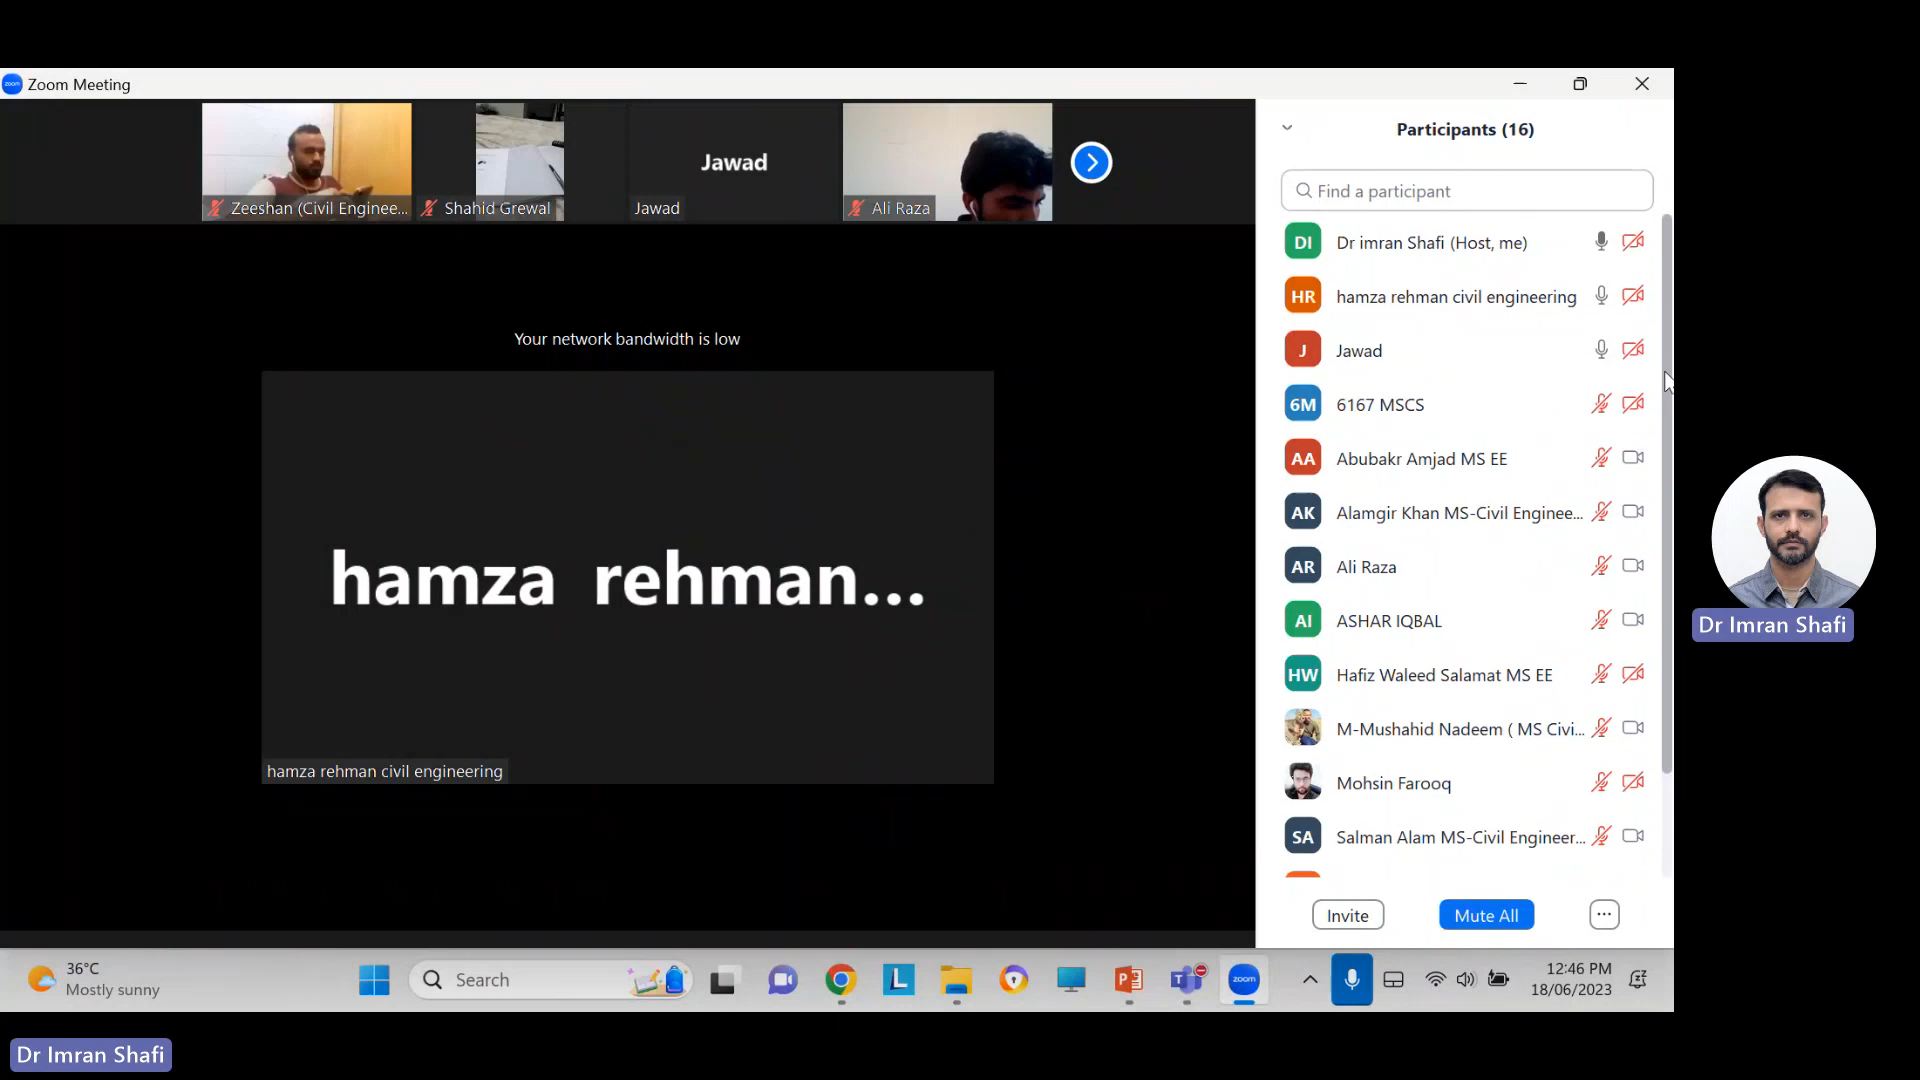 zoom Zoom Meeting
Zeeshan (Civil Enginee...
Shahid Grewal
Jawad
Jawad
Ali Raza
Your network bandwidth is low
hamza rehman...
hamza rehman civil engineering
Participants (16)
Find a participant
DI Dr imran Shafi (Host, me)
HR hamza rehman civil engineering
J Jawad
6M 6167 MSCS
AA Abubakr Amjad MS EE
AK Alamgir Khan MS-Civil Enginee...
AR Ali Raza
AI ASHAR IQBAL
HW Hafiz Waleed Salamat MS EE
M-Mushahid Nadeem ( MS Civi...
Mohsin Farooq
SA Salman Alam MS-Civil Engineer...
Invite
Mute All
Dr Imran Shafi
36°C
Mostly sunny
Search
L
P
T
zoom
12:46 PM
18/06/2023
Dr Imran Shafi